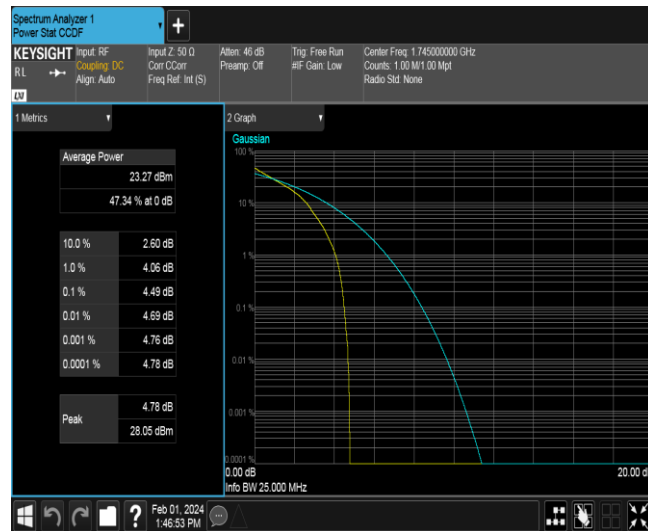 Spectrum Analyzer 1
Power Stat CCDF
KEYSIGHT
RL
LXI
Input: RF
Coupling: DC
Align: Auto
Input Z: 50 Ω
Corr CCorr
Freq Ref: Int (S)
Atten: 46 dB
Preamp: Off
Trig: Free Run
#IF Gain: Low
Center Freq: 1.745000000 GHz
Counts: 1.00 M/1.00 Mpt
Radio Std: None
1 Metrics
Average Power
23.27 dBm
47.34 % at 0 dB
10.0 % 2.60 dB
1.0 % 4.06 dB
0.1 % 4.49 dB
0.01 % 4.69 dB
0.001 % 4.76 dB
0.0001 % 4.78 dB
Peak
4.78 dB
28.05 dBm
2 Graph
Gaussian
100 %
10 %
1 %
0.1 %
0.01 %
0.001 %
0.0001 %
0.00 dB 20.00 d
Info BW 25.000 MHz
Feb 01, 2024
1:46:53 PM